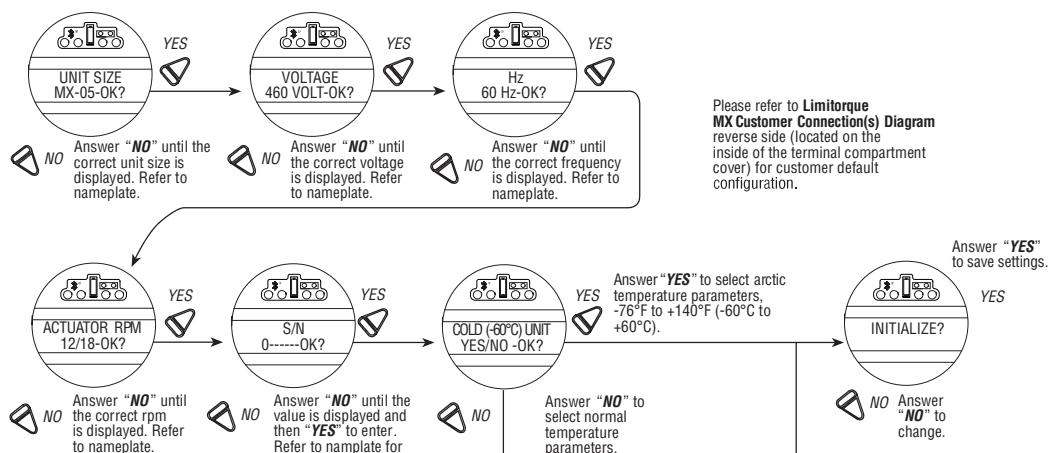 YES
YES
YES
UNIT SIZE
MX-05-OK?
VOLTAGE
460 VOLT-OK?
Hz
60 Hz-OK?
Please refer to Limitorque
MX Customer Connection(s) Diagram
reverse side (located on the
inside of the terminal compartment
cover) for customer default
configuration.
NO
Answer “NO” until the
correct unit size is
displayed. Refer to
nameplate.
NO
Answer “NO” until
the correct voltage
is displayed. Refer
to nameplate.
NO
Answer “NO” until
the correct frequency
is displayed. Refer to
nameplate.
Answer “YES”
to save settings.
YES
YES
YES
Answer “YES” to select arctic
temperature parameters,
-76°F to +140°F (-60°C to
+60°C).
YES
ACTUATOR RPM
12/18-OK?
S/N
0------OK?
COLD (-60°C) UNIT
YES/NO -OK?
INITIALIZE?
NO
Answer “NO” until
the correct rpm
is displayed. Refer
to nameplate.
NO
Answer “NO” until the
value is displayed and
then “YES” to enter.
Refer to namplate for
NO
Answer “NO” to
select normal
temperature
parameters.
NO
Answer
“NO” to
change.